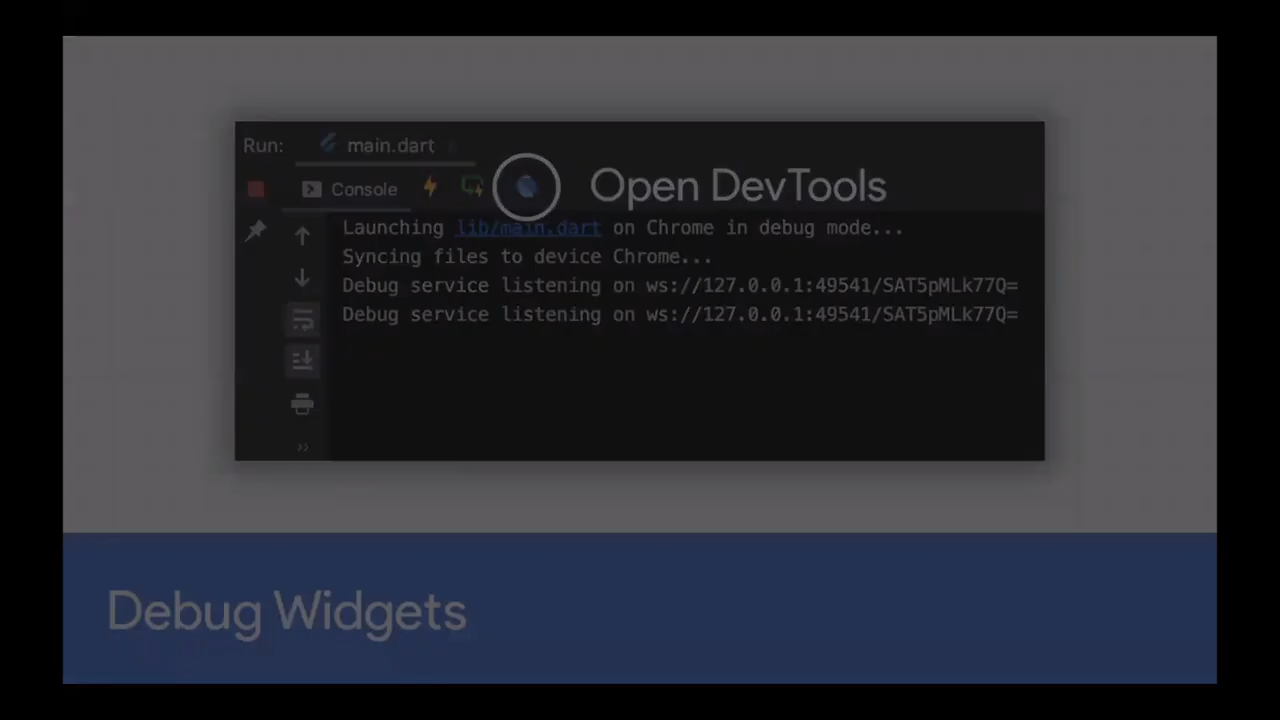 Run: main.dart
Console Open DevTools
Launching lib/main.dart on Chrome in debug mode...
Syncing files to device Chrome...
Debug service listening on ws://127.0.0.1:49541/SAT5pMLk77Q=
Debug service listening on ws://127.0.0.1:49541/SAT5pMLk77Q=
Debug Widgets